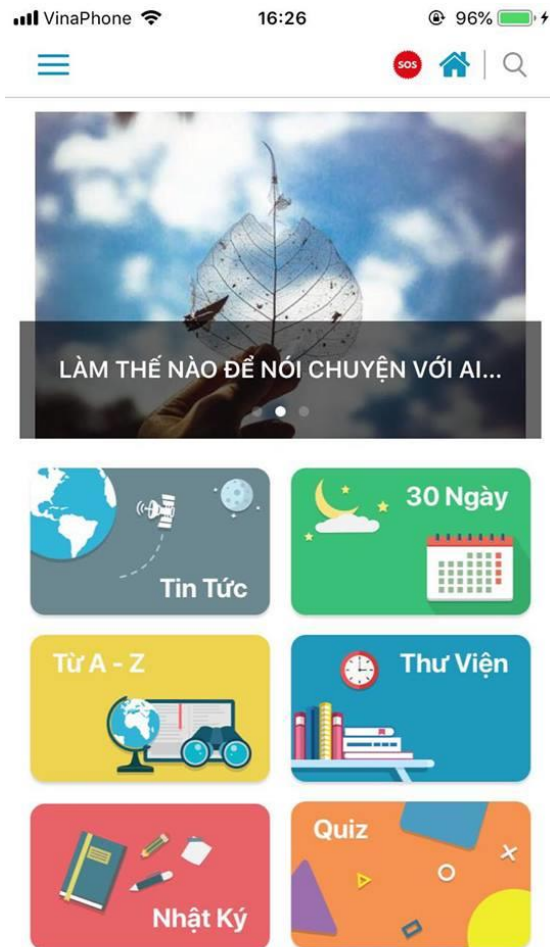 VinaPhone 16:26 96%
SOS
LÀM THẾ NÀO ĐỂ NÓI CHUYỆN VỚI AI...
Tin Tức
30 Ngày
Từ A - Z
Thư Viện
Nhật Ký
Quiz